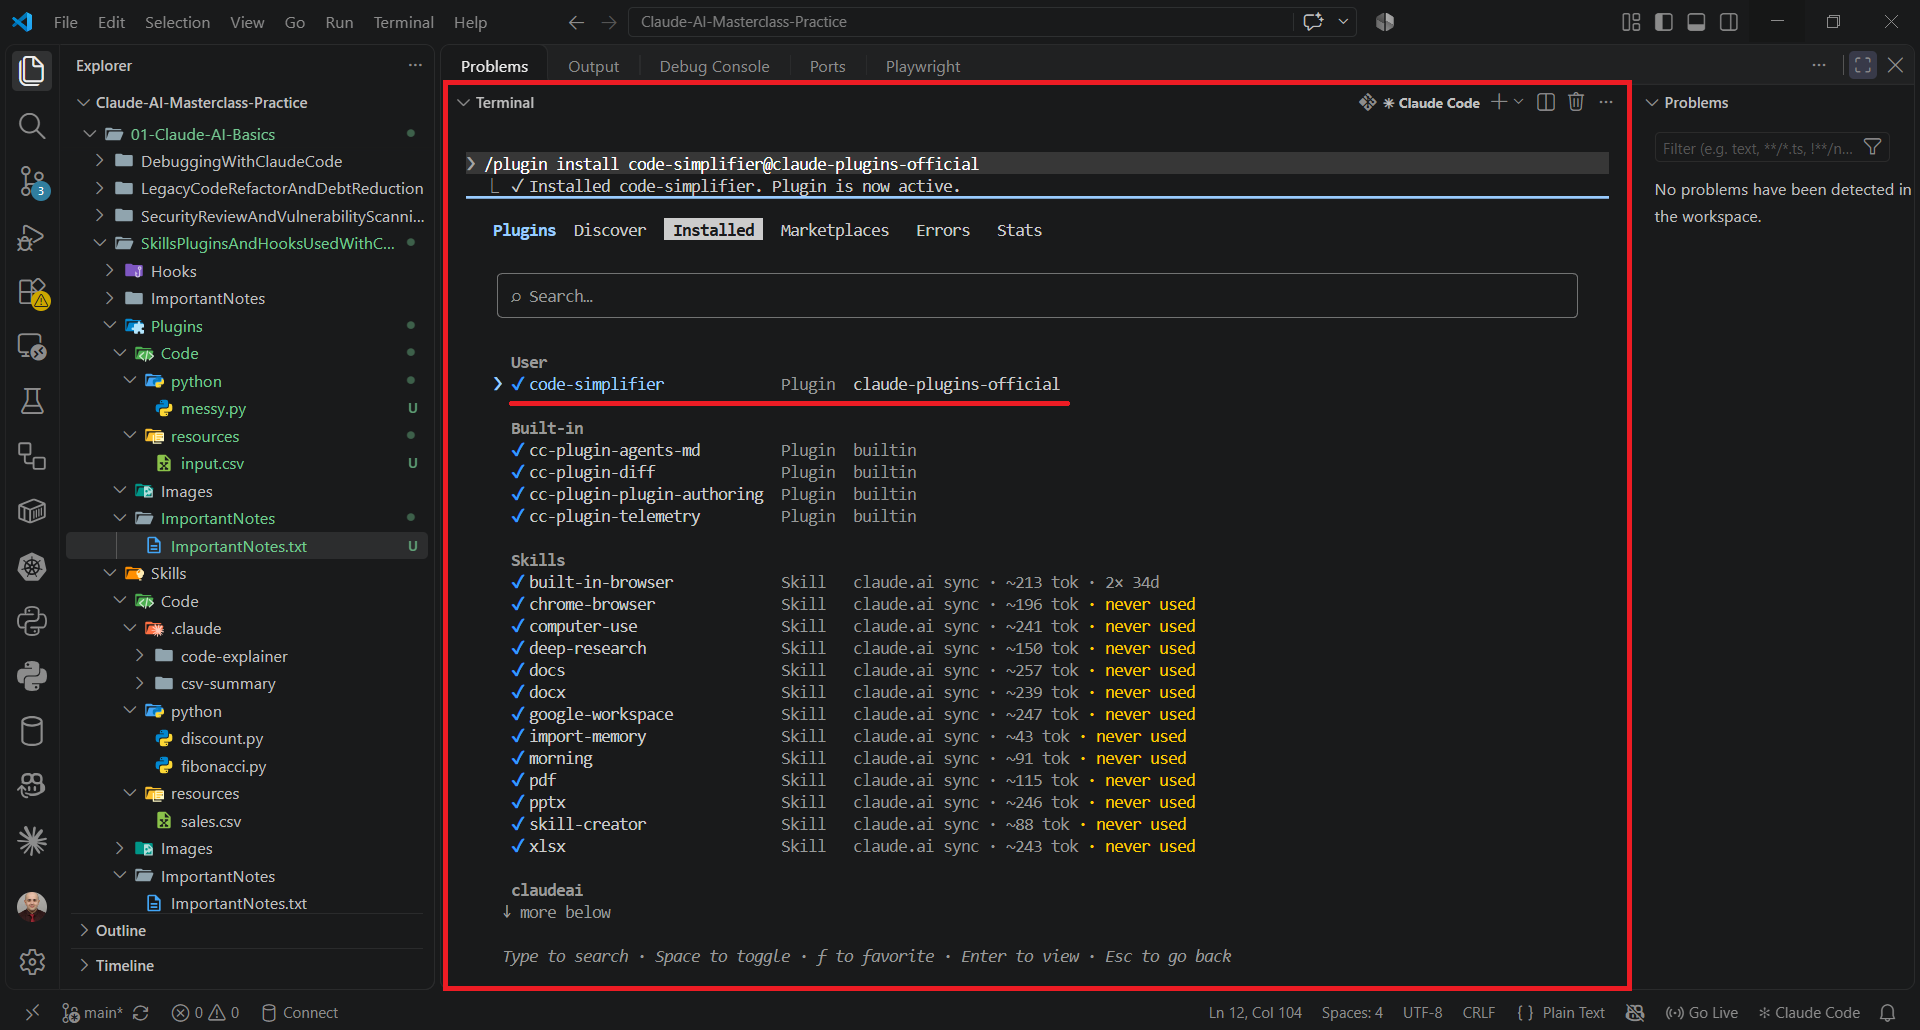 File Edit Selection View Go Run Terminal Help
Claude-AI-Masterclass-Practice
Explorer
Claude-AI-Masterclass-Practice
01-Claude-AI-Basics
DebuggingWithClaudeCode
LegacyCodeRefactorAndDebtReduction
SecurityReviewAndVulnerabilityScanni...
SkillsPluginsAndHooksUsedWithC...
Hooks
ImportantNotes
Plugins
Code
python
messy.py U
resources
input.csv U
Images
ImportantNotes
ImportantNotes.txt U
Skills
Code
.claude
code-explainer
csv-summary
python
discount.py
fibonacci.py
resources
sales.csv
Images
ImportantNotes
ImportantNotes.txt
Outline
Timeline
3
Problems Output Debug Console Ports Playwright
Terminal
Claude Code
❯ /plugin install code-simplifier@claude-plugins-official
└ ✓ Installed code-simplifier. Plugin is now active.
Plugins Discover Installed Marketplaces Errors Stats
⌕ Search…
User
❯ ✓ code-simplifier Plugin claude-plugins-official
Built-in
✓ cc-plugin-agents-md Plugin builtin
✓ cc-plugin-diff Plugin builtin
✓ cc-plugin-plugin-authoring Plugin builtin
✓ cc-plugin-telemetry Plugin builtin
Skills
✓ built-in-browser Skill claude.ai sync · ~213 tok · 2× 34d
✓ chrome-browser Skill claude.ai sync · ~196 tok · never used
✓ computer-use Skill claude.ai sync · ~241 tok · never used
✓ deep-research Skill claude.ai sync · ~150 tok · never used
✓ docs Skill claude.ai sync · ~257 tok · never used
✓ docx Skill claude.ai sync · ~239 tok · never used
✓ google-workspace Skill claude.ai sync · ~247 tok · never used
✓ import-memory Skill claude.ai sync · ~43 tok · never used
✓ morning Skill claude.ai sync · ~91 tok · never used
✓ pdf Skill claude.ai sync · ~115 tok · never used
✓ pptx Skill claude.ai sync · ~246 tok · never used
✓ skill-creator Skill claude.ai sync · ~88 tok · never used
✓ xlsx Skill claude.ai sync · ~243 tok · never used
claudeai
↓ more below
Type to search · Space to toggle · f to favorite · Enter to view · Esc to go back
Problems
Filter (e.g. text, **/*.ts, !**/n...
No problems have been detected in
the workspace.
main* 0 0 Connect
Ln 12, Col 104 Spaces: 4 UTF-8 CRLF { } Plain Text Go Live Claude Code